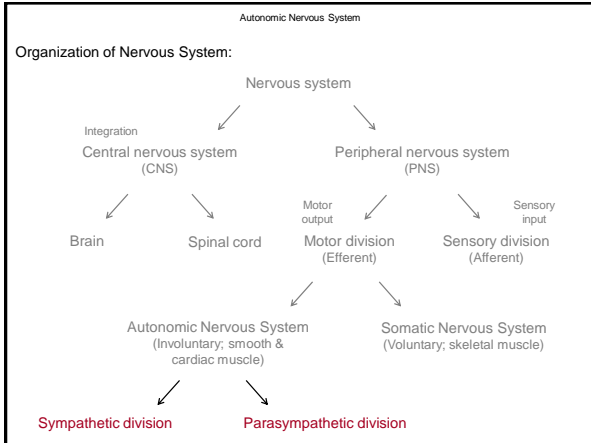 Autonomic Nervous System
Organization of Nervous System:
Nervous system
Integration
Central nervous system
(CNS)
Peripheral nervous system
(PNS)
Brain
Spinal cord
Motor
output
Motor division
(Efferent)
Sensory
input
Sensory division
(Afferent)
Autonomic Nervous System
(Involuntary; smooth &
cardiac muscle)
Somatic Nervous System
(Voluntary; skeletal muscle)
Sympathetic division
Parasympathetic division